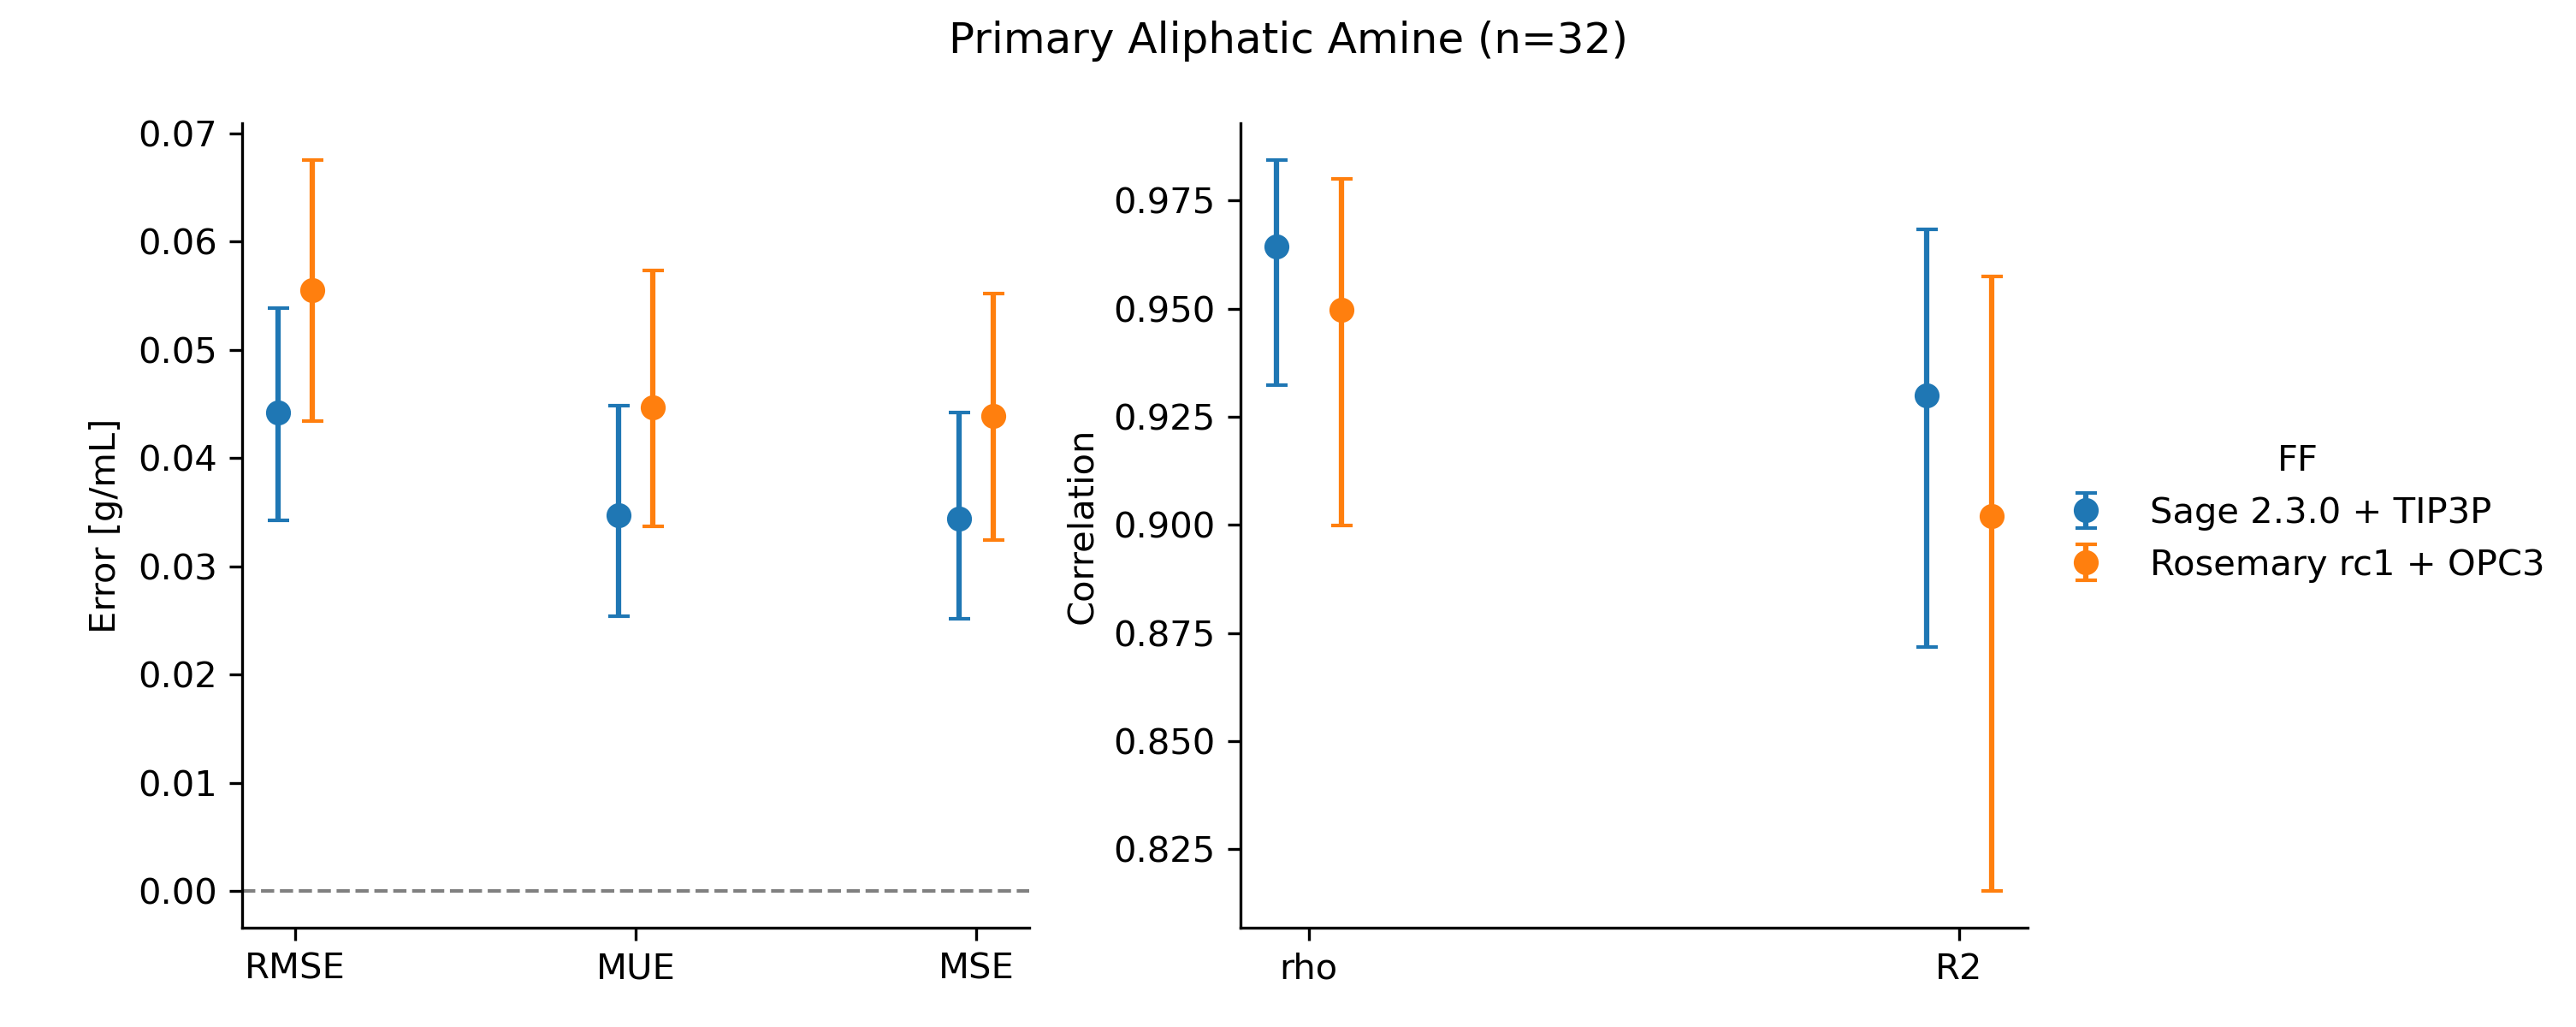 Primary Aliphatic Amine (n=32)
Error [g/mL]
0.07
0.06
0.05
0.04
0.03
0.02
0.01
0.00
RMSE
MUE
MSE
Correlation
0.975
0.950
0.925
0.900
0.875
0.850
0.825
rho
R2
FF
Sage 2.3.0 + TIP3P
Rosemary rc1 + OPC3